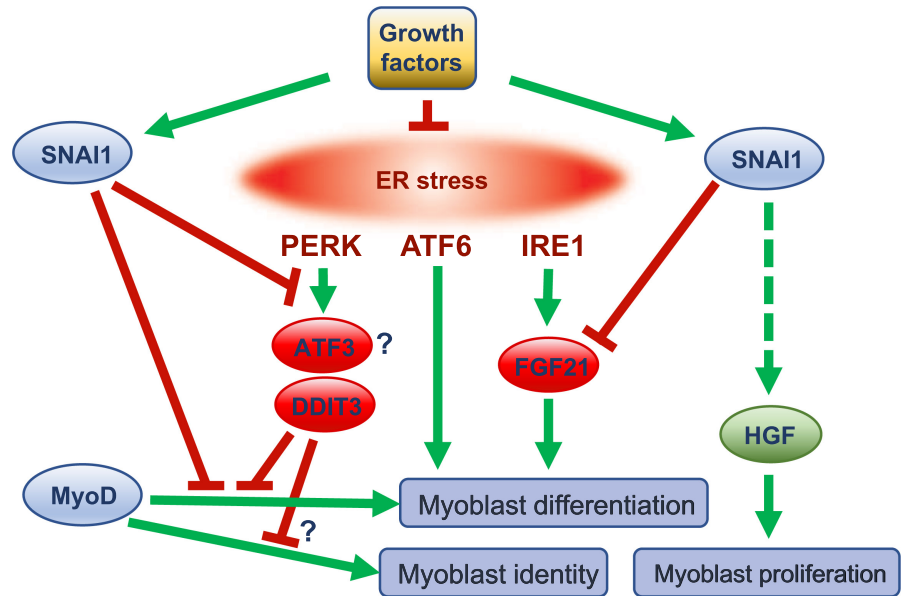 Growth
factors
SNAI1
SNAI1
ER stress
PERK
ATF6
IRE1
ATF3
?
FGF21
DDIT3
HGF
MyoD
Myoblast differentiation
?
Myoblast identity
Myoblast proliferation